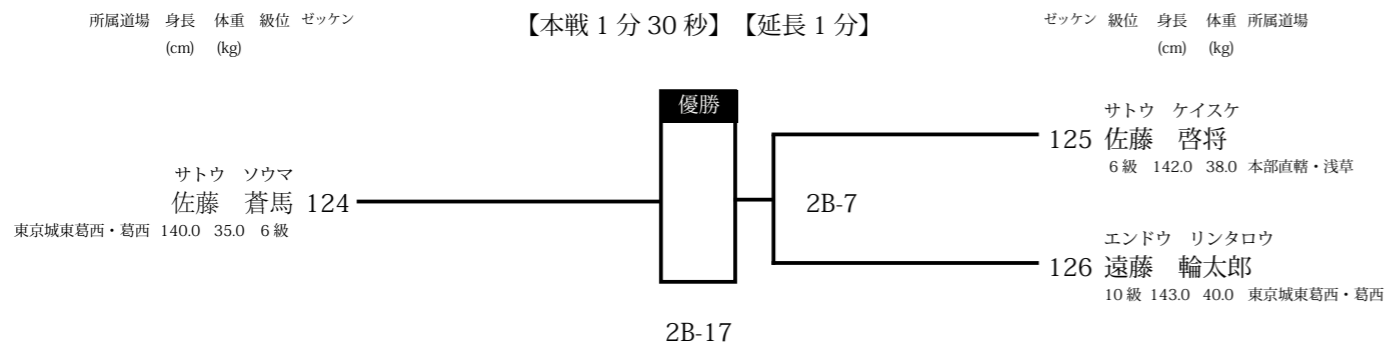 所属道場 身長 体重 級位 ゼッケン
(cm) (kg)
【本戦1分30秒】【延長1分】
ゼッケン 級位 身長 体重 所属道場
(cm) (kg)
優勝
サトウ ソウマ
佐藤 蒼馬 124
東京城東葛西・葛西 140.0 35.0 6級
サトウ ケイスケ
125 佐藤 啓将
6級 142.0 38.0 本部直轄・浅草
2B-7
エンドウ リンタロウ
126 遠藤 輪太郎
10級 143.0 40.0 東京城東葛西・葛西
2B-17